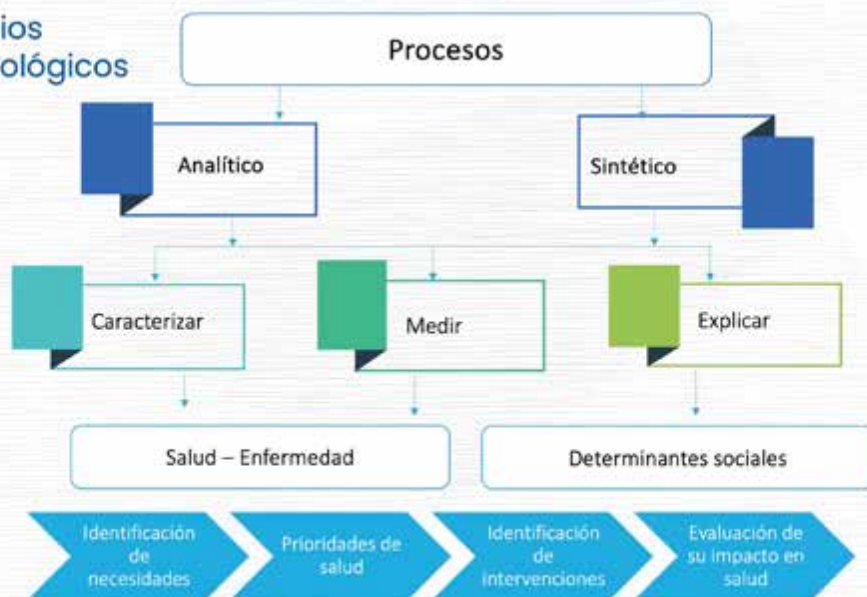 ios
ológicos
Procesos
Analítico
Sintético
Caracterizar
Medir
Explicar
Salud – Enfermedad
Determinantes sociales
Identificación
de
necesidades
Prioridades de
salud
Identificación
de
intervenciones
Evaluación de
su impacto en
salud